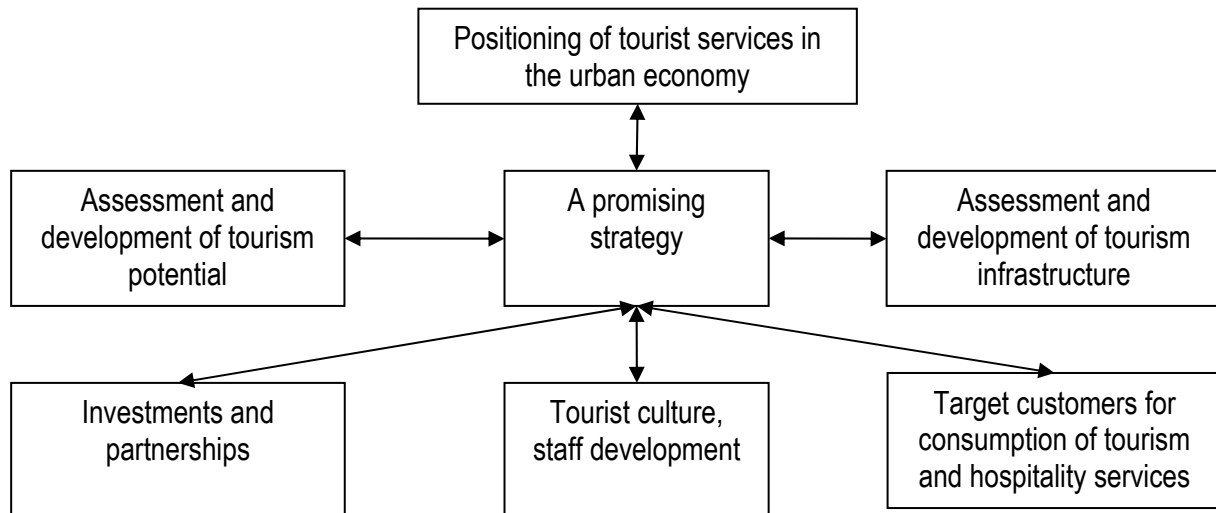 Positioning of tourist services in
the urban economy
Assessment and
development of tourism
potential
A promising
strategy
Assessment and
development of tourism
infrastructure
Investments and
partnerships
Tourist culture,
staff development
Target customers for
consumption of tourism
and hospitality services